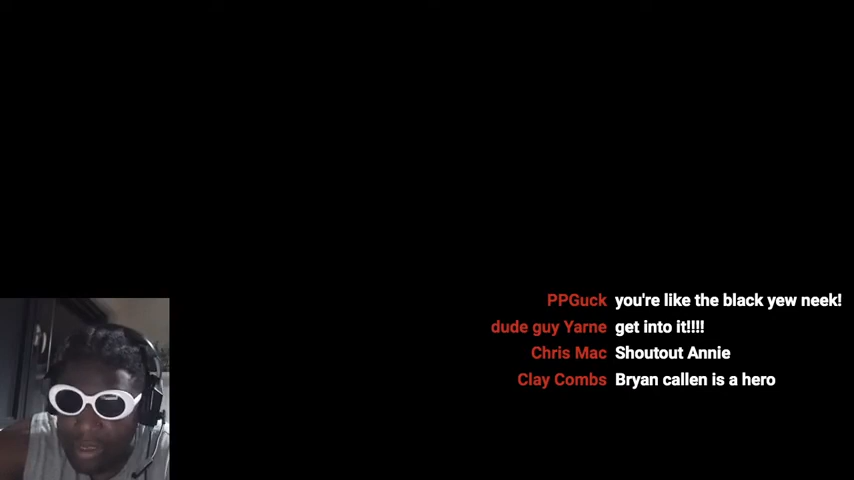 PPGuck you're like the black yew neek!
dude guy Yarne get into it!!!!
Chris Mac Shoutout Annie
Clay Combs Bryan callen is a hero